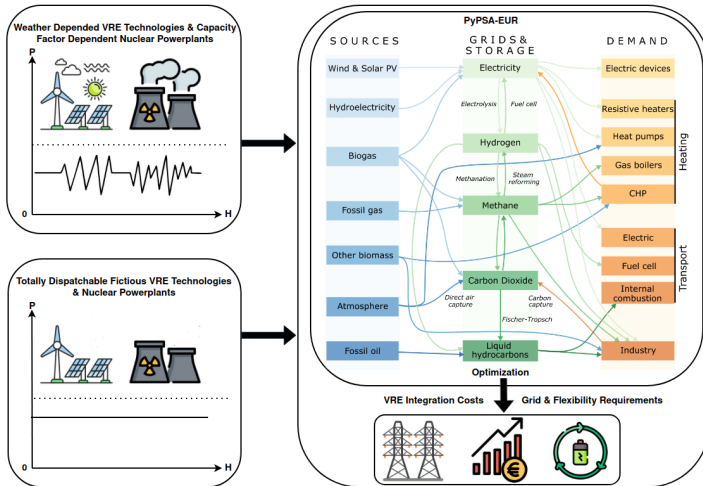 Weather Depended VRE Technologies & Capacity
Factor Dependent Nuclear Powerplants
P
0
H
Totally Dispatchable Fictious VRE Technologies
& Nuclear Powerplants
P
0
H
PyPSA-EUR
SOURCES
GRIDS &
STORAGE
DEMAND
Wind & Solar PV
Electricity
Electric devices
Hydroelectricity
Electrolysis
Fuel cell
Resistive heaters
Biogas
Hydrogen
Heat pumps
Methanation
Steam
reforming
Gas boilers
Fossil gas
Methane
CHP
Heating
Other biomass
Electric
Carbon Dioxide
Fuel cell
Atmosphere
Direct air
capture
Carbon
capture
Internal
combustion
Transport
Fischer-Tropsch
Fossil oil
Liquid
hydrocarbons
Industry
Optimization
VRE Integration Costs
Grid & Flexibility Requirements
€